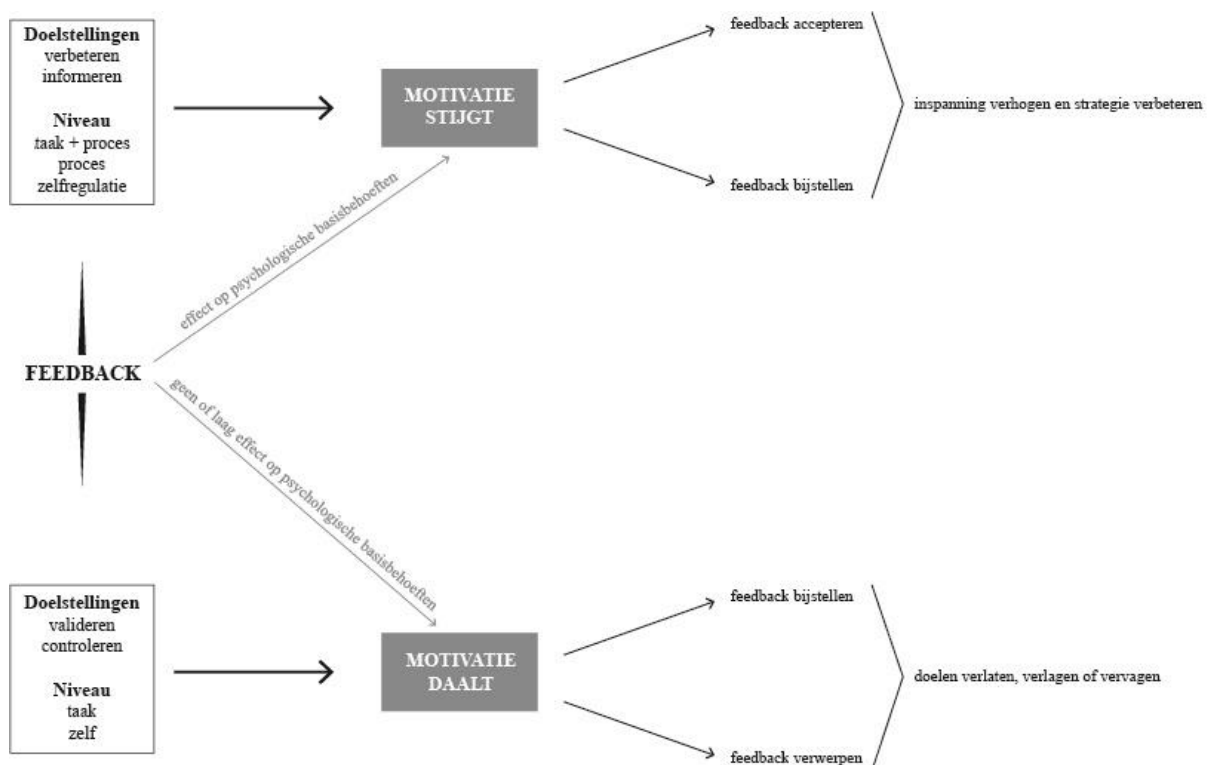 Doelstellingen
verbeteren
informeren
Niveau
taak + proces
proces
zelfregulatie
MOTIVATIE
STIJGT
feedback accepteren
feedback bijstellen
inspanning verhogen en strategie verbeteren
effect op psychologische basisbehoeften
FEEDBACK
geen of laag effect op psychologische basisbehoeften
Doelstellingen
valideren
controleren
Niveau
taak
zelf
MOTIVATIE
DAALT
feedback bijstellen
feedback verwerpen
doelen verlaten, verlagen of vervagen